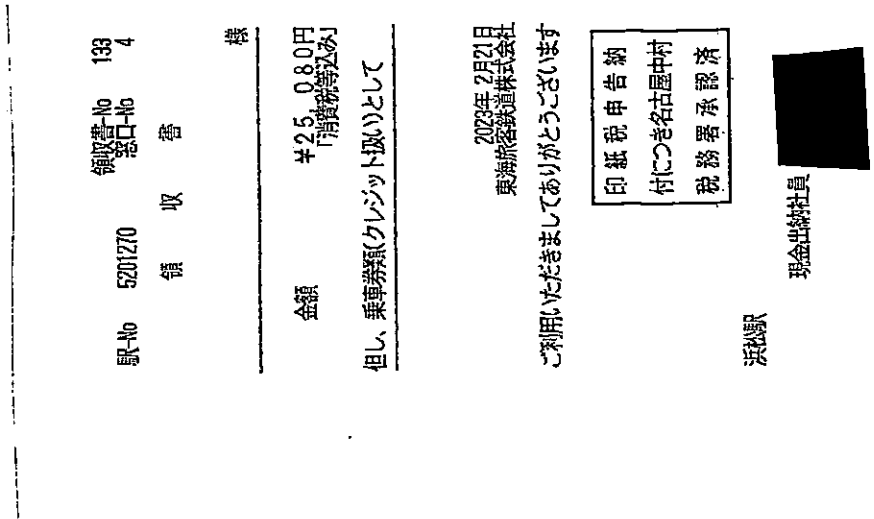 領収書-No 133
駅-No 5201270 窓口-No 4
領 収 書
様
金額 ¥25,080円
「消費税等込み」
但し、乗車券類(クレジット扱い)として
2023年 2月21日
東海旅客鉄道株式会社
ご利用いただきましてありがとうございます
印紙税申告納
付につき名古屋中村
税務署承認済
浜松駅
現金出納社員